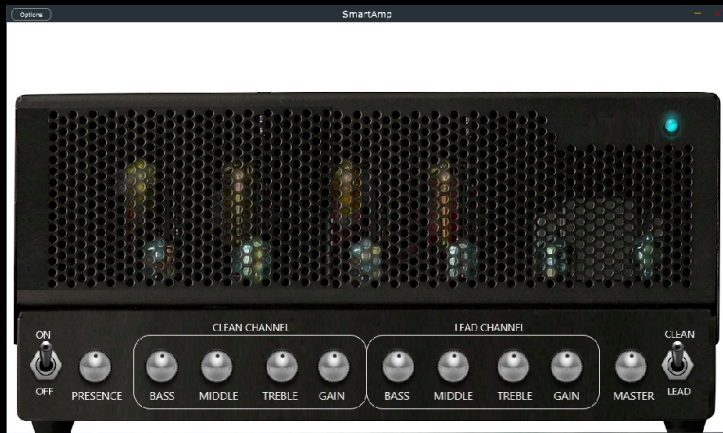 Options
SmartAmp
ON
OFF
PRESENCE
CLEAN CHANNEL
BASS MIDDLE TREBLE GAIN
LEAD CHANNEL
BASS MIDDLE TREBLE GAIN
MASTER
CLEAN
LEAD